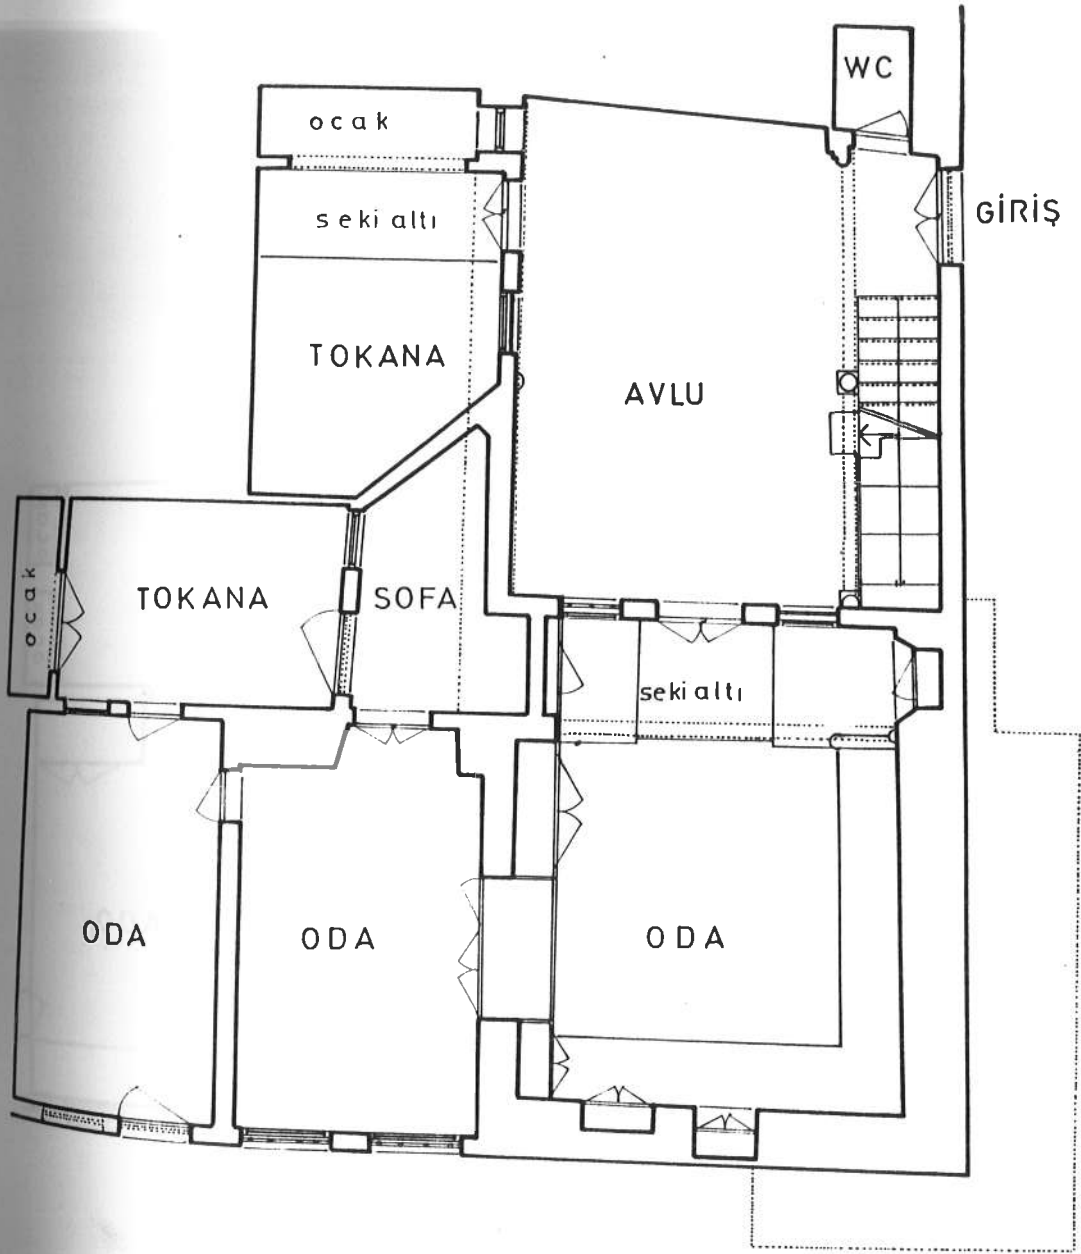 WC
ocak
GİRİŞ
seki altı
TOKANA
AVLU
ocak
TOKANA
SOFA
seki altı
ODA
ODA
ODA